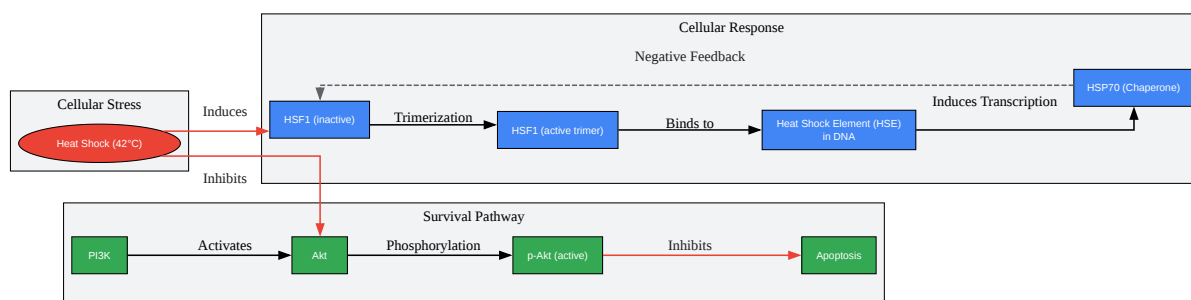 Cellular Response
Negative Feedback
HSP70 (Chaperone)
Cellular Stress
Induces
Induces Transcription
HSF1 (inactive)
Trimerization
HSF1 (active trimer)
Binds to
Heat Shock Element (HSE)
in DNA
Heat Shock (42°C)
Inhibits
Survival Pathway
PI3K
Activates
Akt
Phosphorylation
p-Akt (active)
Inhibits
Apoptosis